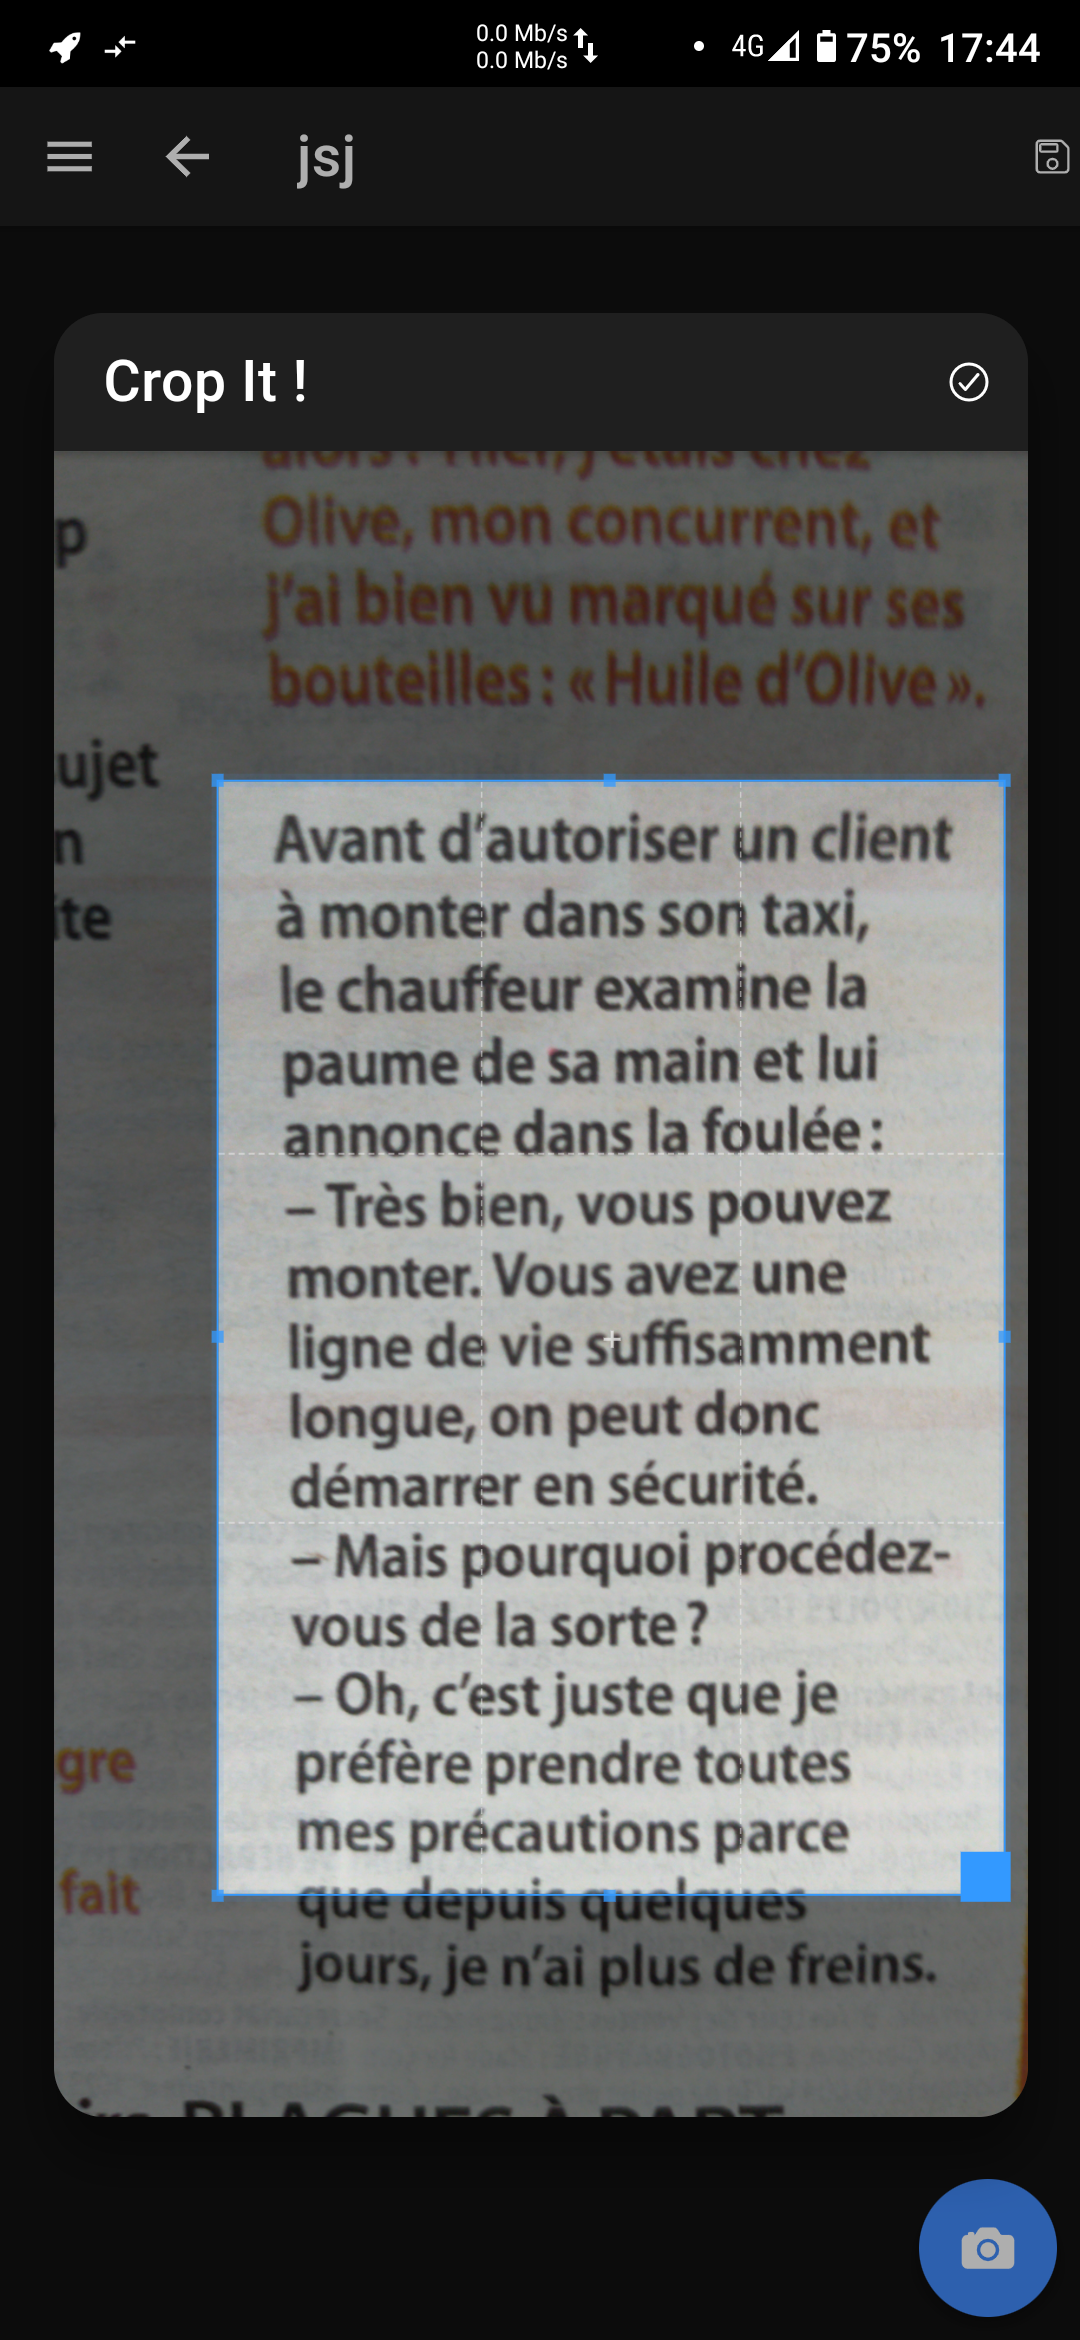 0.0 Mb/s
0.0 Mb/s
4G 75% 17:44
jsj
Crop It !
Olive, mon concurrent, et
j'ai bien vu marqué sur ses
bouteilles : « Huile d'Olive ».
p
ujet
n
ite
Avant d'autoriser un client
à monter dans son taxi,
le chauffeur examine la
paume de sa main et lui
annonce dans la foulée :
– Très bien, vous pouvez
monter. Vous avez une
ligne de vie suffisamment
longue, on peut donc
démarrer en sécurité.
– Mais pourquoi procédez-
vous de la sorte ?
– Oh, c'est juste que je
préfère prendre toutes
mes précautions parce
que depuis quelques
jours, je n'ai plus de freins.
gre
fait